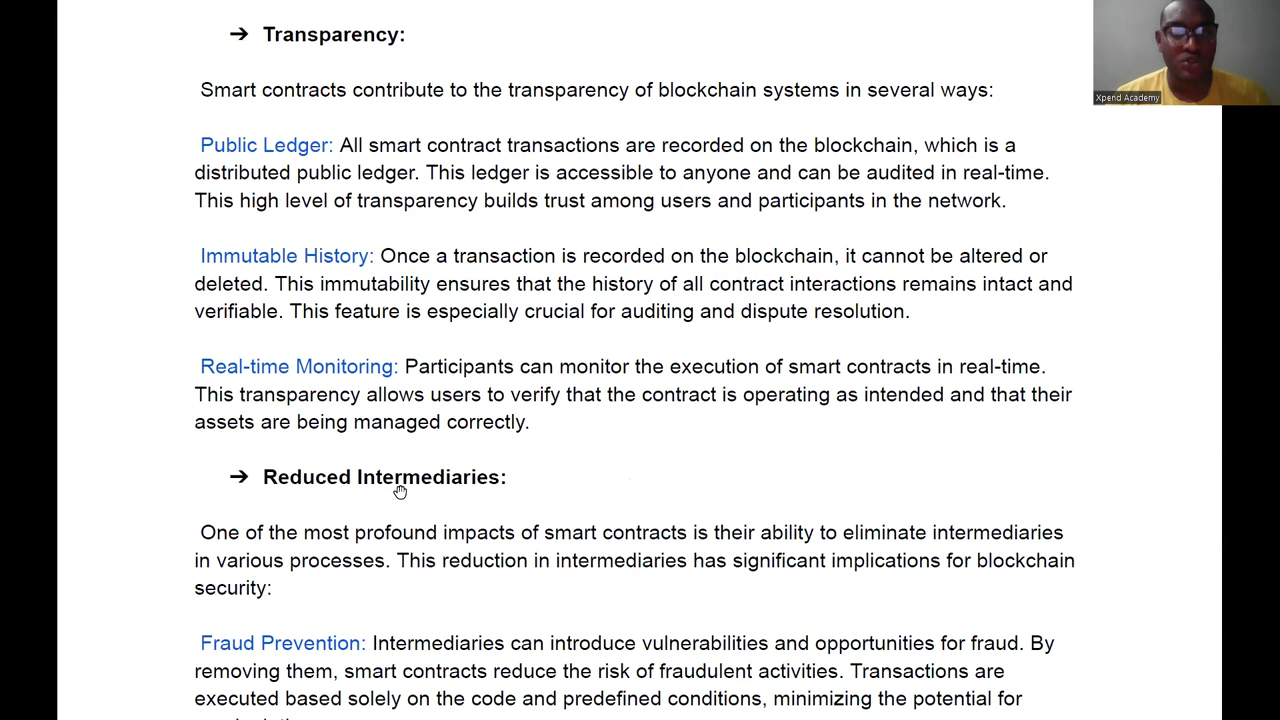 ➔ Transparency:
Smart contracts contribute to the transparency of blockchain systems in several ways:
Public Ledger: All smart contract transactions are recorded on the blockchain, which is a
distributed public ledger. This ledger is accessible to anyone and can be audited in real-time.
This high level of transparency builds trust among users and participants in the network.
Immutable History: Once a transaction is recorded on the blockchain, it cannot be altered or
deleted. This immutability ensures that the history of all contract interactions remains intact and
verifiable. This feature is especially crucial for auditing and dispute resolution.
Real-time Monitoring: Participants can monitor the execution of smart contracts in real-time.
This transparency allows users to verify that the contract is operating as intended and that their
assets are being managed correctly.
➔ Reduced Intermediaries:
One of the most profound impacts of smart contracts is their ability to eliminate intermediaries
in various processes. This reduction in intermediaries has significant implications for blockchain
security:
Fraud Prevention: Intermediaries can introduce vulnerabilities and opportunities for fraud. By
removing them, smart contracts reduce the risk of fraudulent activities. Transactions are
executed based solely on the code and predefined conditions, minimizing the potential for
Xpend Academy